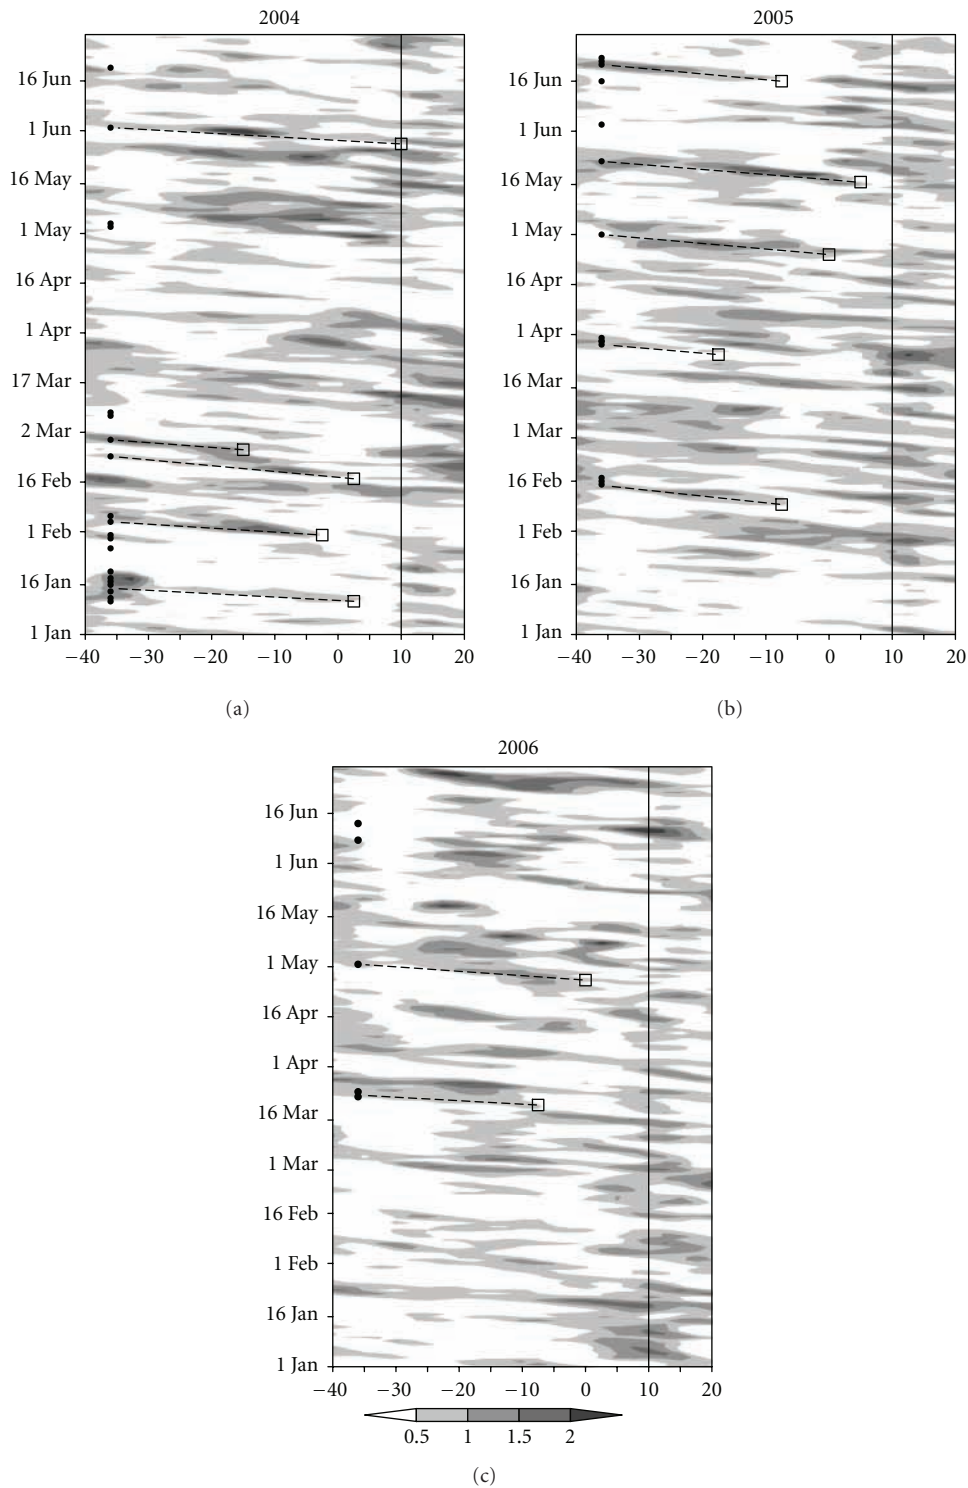 2004
16 Jun
1 Jun
16 May
1 May
16 Apr
1 Apr
17 Mar
2 Mar
16 Feb
1 Feb
16 Jan
1 Jan
−40 −30 −20 −10 0 10 20
(a)
2005
16 Jun
1 Jun
16 May
1 May
16 Apr
1 Apr
16 Mar
1 Mar
16 Feb
1 Feb
16 Jan
1 Jan
−40 −30 −20 −10 0 10 20
(b)
2006
16 Jun
1 Jun
16 May
1 May
16 Apr
1 Apr
16 Mar
1 Mar
16 Feb
1 Feb
16 Jan
1 Jan
−40 −30 −20 −10 0 10 20
0.5 1 1.5 2
(c)